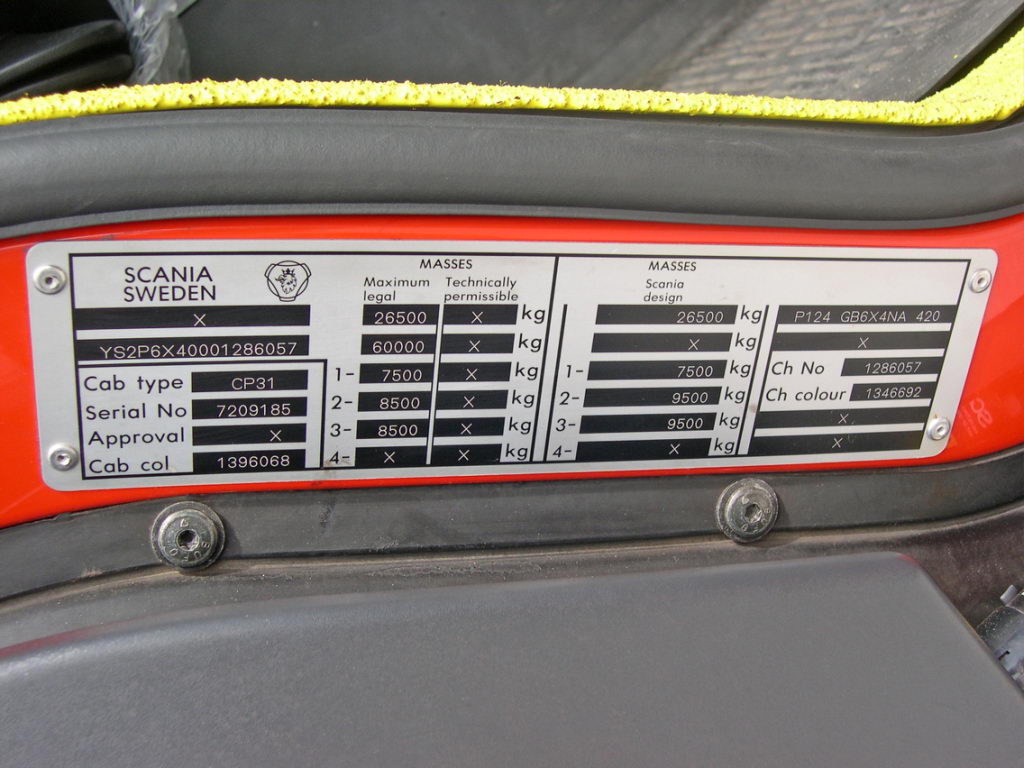 SCANIA
SWEDEN
X
YS2P6X40001286057
Cab type CP31
Serial No 7209185
Approval X
Cab col 1396068
MASSES
Maximum legal
Technically permissible
26500 X kg
60000 X kg
1- 7500 X kg
2- 8500 X kg
3- 8500 X kg
4- X X kg
MASSES
Scania
design
26500 kg
X kg
1- 7500 kg
2- 9500 kg
3- 9500 kg
4- X kg
P124 GB6X4NA 420
X
Ch No 1286057
Ch colour 1346692
X
X